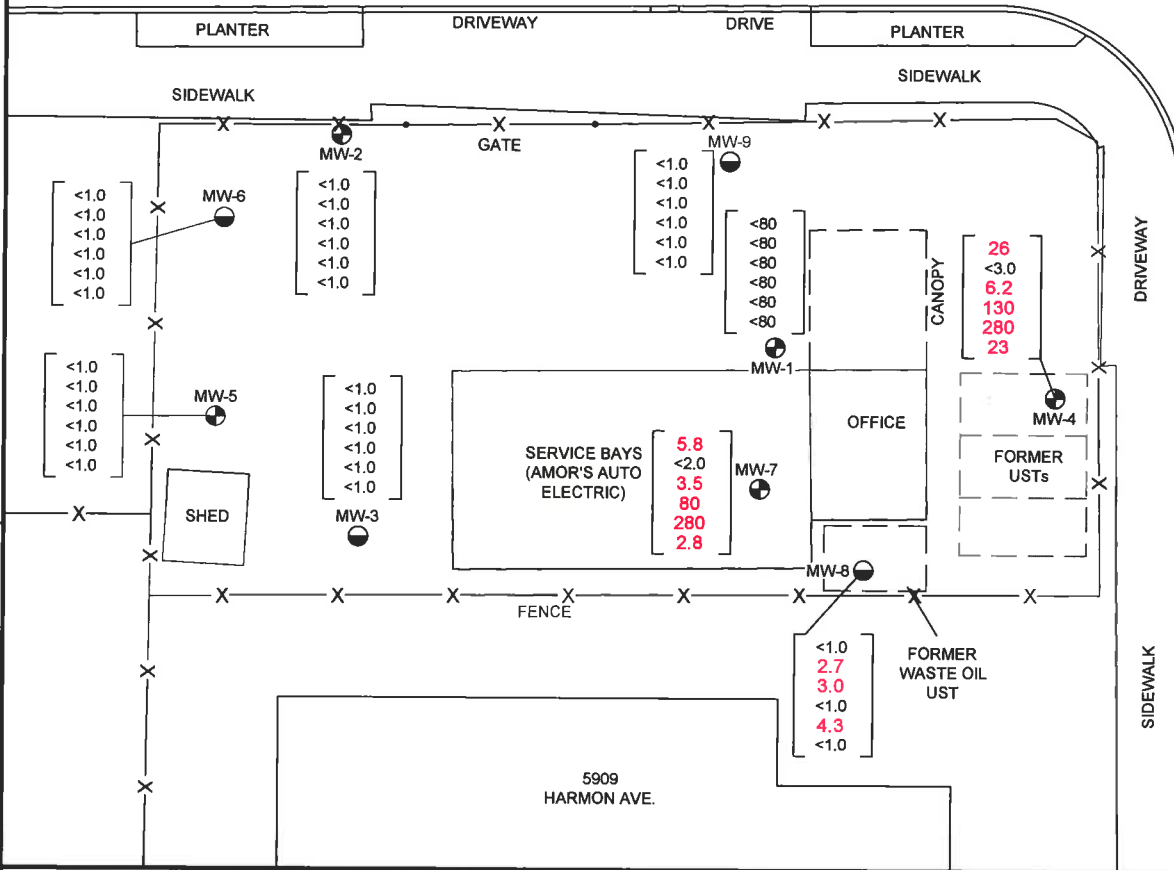 PLANTER
DRIVEWAY
DRIVE
PLANTER
SIDEWALK
SIDEWALK
X
X
X
X
X
X
GATE
MW-2
MW-9
<1.0
<1.0
<1.0
<1.0
<1.0
<1.0
MW-6
<1.0
<1.0
<1.0
<1.0
<1.0
<1.0
<1.0
<1.0
<1.0
<1.0
<1.0
<1.0
<80
<80
<80
<80
<80
<80
MW-1
CANOPY
26
<3.0
6.2
130
280
23
MW-4
DRIVEWAY
X
X
X
X
<1.0
<1.0
<1.0
<1.0
<1.0
<1.0
MW-5
<1.0
<1.0
<1.0
<1.0
<1.0
<1.0
MW-3
SERVICE BAYS
(AMOR'S AUTO
ELECTRIC)
5.8
<2.0
3.5
80
280
2.8
MW-7
OFFICE
FORMER
USTs
X
X
SHED
X
X
MW-8
X
X
X
X
X
X
X
X
FENCE
<1.0
2.7
3.0
<1.0
4.3
<1.0
FORMER
WASTE OIL
UST
SIDEWALK
X
X
5909
HARMON AVE.